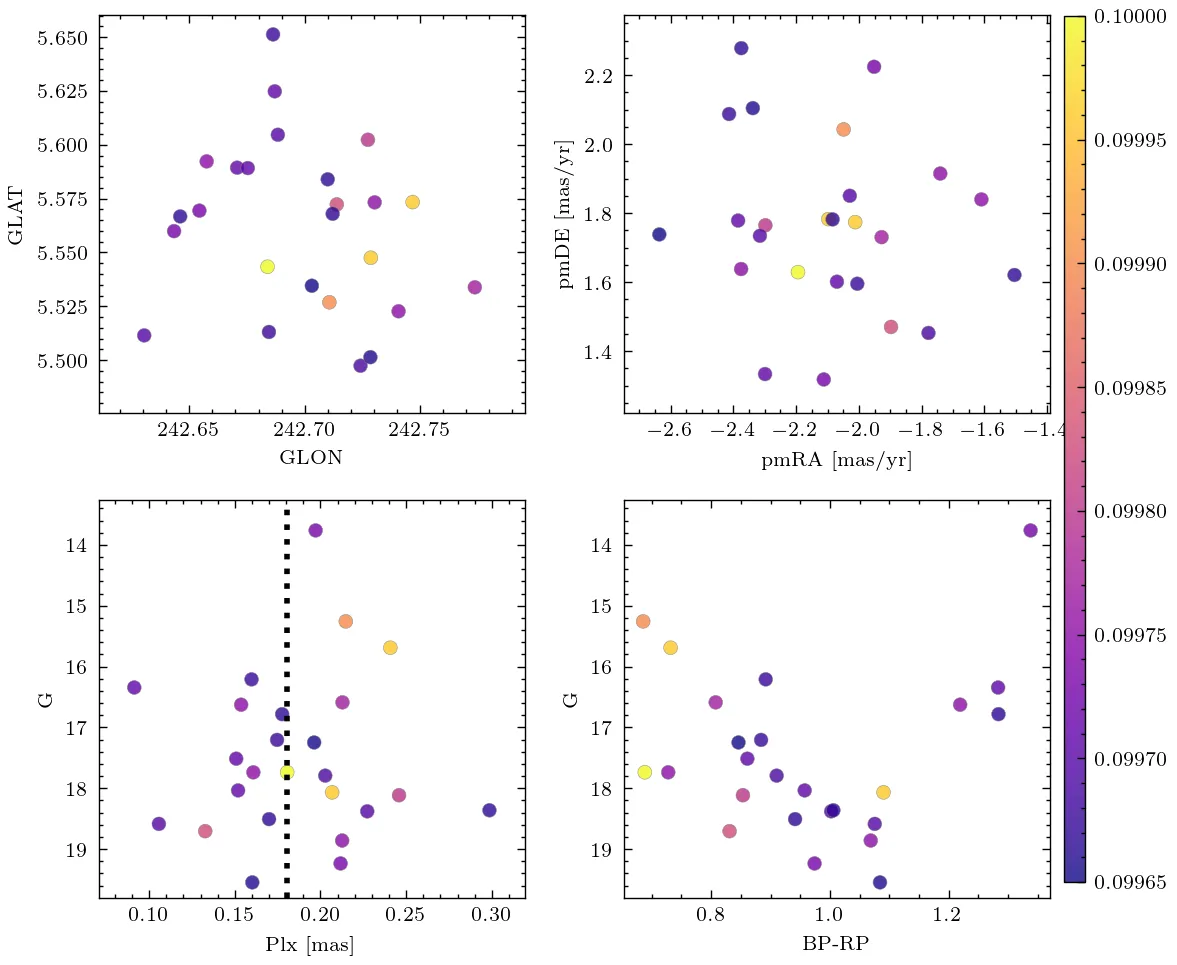 5.650
5.625
5.600
5.575
5.550
5.525
5.500
GLAT
242.65 242.70 242.75
GLON
2.2
2.0
1.8
1.6
1.4
pmDE [mas/yr]
−2.6 −2.4 −2.2 −2.0 −1.8 −1.6 −1.4
pmRA [mas/yr]
14
15
16
17
18
19
G
0.10 0.15 0.20 0.25 0.30
Plx [mas]
14
15
16
17
18
19
G
0.8 1.0 1.2
BP-RP
0.10000
0.09995
0.09990
0.09985
0.09980
0.09975
0.09970
0.09965